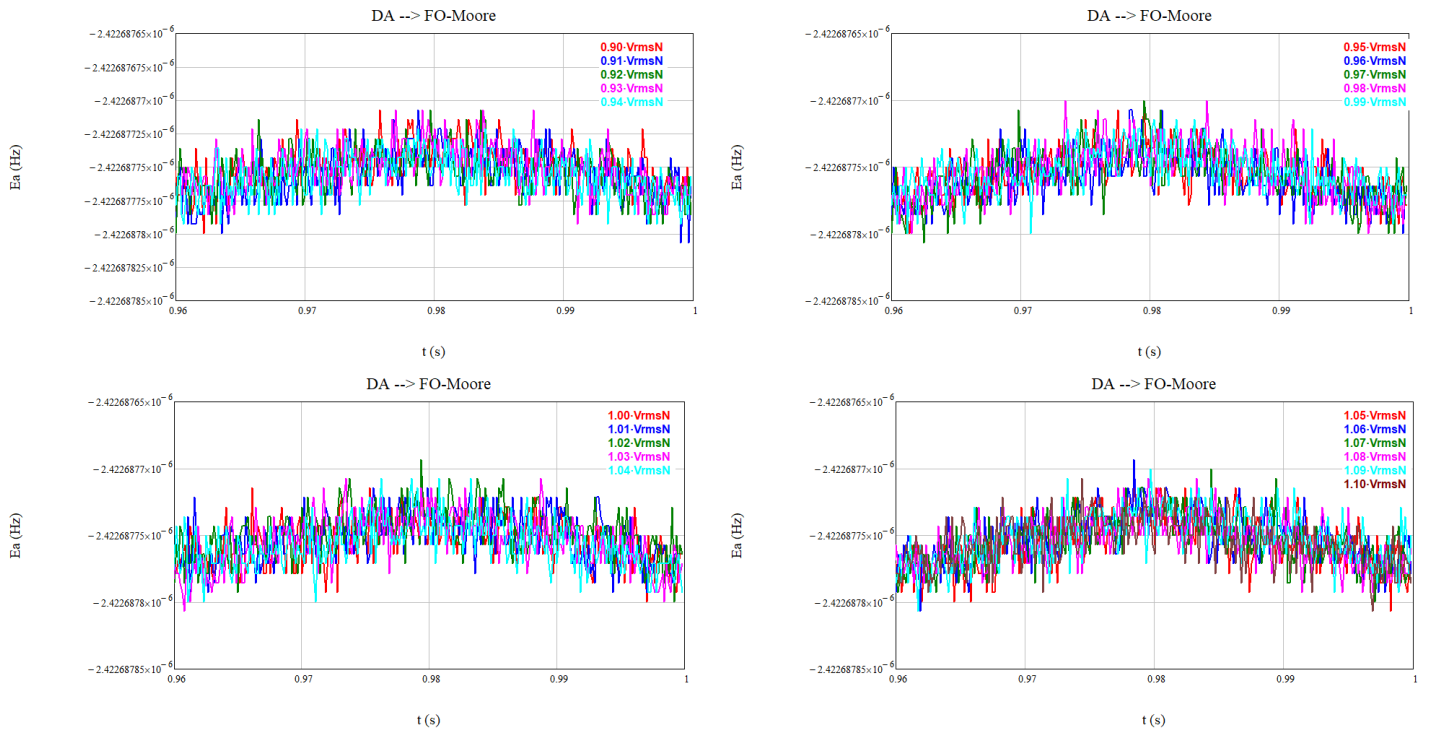 DA --> FO-Moore
−2.42268765×10⁻⁶
−2.422687675×10⁻⁶
−2.4226877×10⁻⁶
−2.422687725×10⁻⁶
−2.42268775×10⁻⁶
−2.422687775×10⁻⁶
−2.4226878×10⁻⁶
−2.422687825×10⁻⁶
−2.42268785×10⁻⁶
Ea (Hz)
0.90·VrmsN
0.91·VrmsN
0.92·VrmsN
0.93·VrmsN
0.94·VrmsN
0.96 0.97 0.98 0.99 1
t (s)
DA --> FO-Moore
−2.42268765×10⁻⁶
−2.4226877×10⁻⁶
−2.42268775×10⁻⁶
−2.4226878×10⁻⁶
−2.42268785×10⁻⁶
Ea (Hz)
0.95·VrmsN
0.96·VrmsN
0.97·VrmsN
0.98·VrmsN
0.99·VrmsN
0.96 0.97 0.98 0.99 1
t (s)
DA --> FO-Moore
−2.42268765×10⁻⁶
−2.4226877×10⁻⁶
−2.42268775×10⁻⁶
−2.4226878×10⁻⁶
−2.42268785×10⁻⁶
Ea (Hz)
1.00·VrmsN
1.01·VrmsN
1.02·VrmsN
1.03·VrmsN
1.04·VrmsN
0.96 0.97 0.98 0.99 1
t (s)
DA --> FO-Moore
−2.42268765×10⁻⁶
−2.4226877×10⁻⁶
−2.42268775×10⁻⁶
−2.4226878×10⁻⁶
−2.42268785×10⁻⁶
Ea (Hz)
1.05·VrmsN
1.06·VrmsN
1.07·VrmsN
1.08·VrmsN
1.09·VrmsN
1.10·VrmsN
0.96 0.97 0.98 0.99 1
t (s)